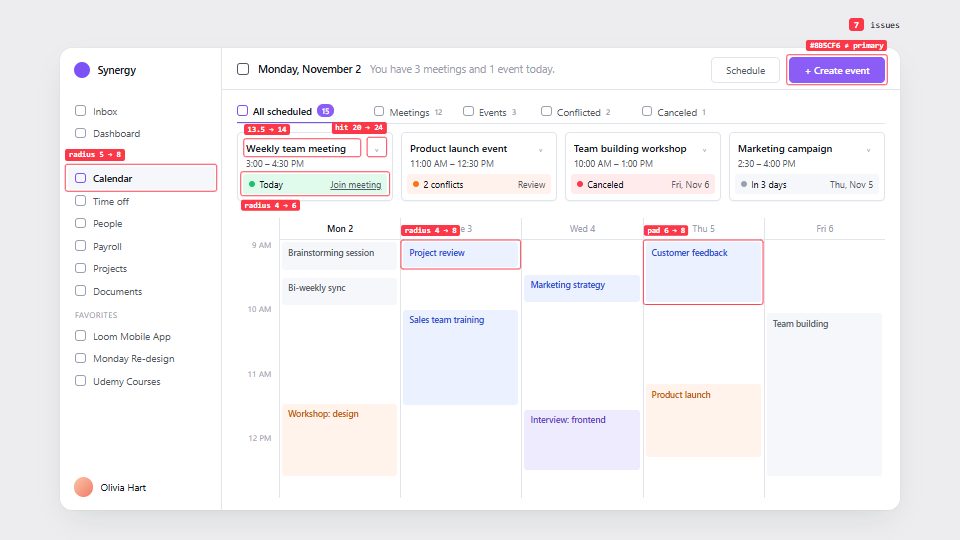 7 issues
#8B5CF6 ≠ primary
Synergy
Monday, November 2 You have 3 meetings and 1 event today.
Schedule
+ Create event
Inbox
Dashboard
radius 5 → 8
Calendar
Time off
People
Payroll
Projects
Documents
FAVORITES
Loom Mobile App
Monday Re-design
Udemy Courses
Olivia Hart
All scheduled 15
Meetings 12
Events 3
Conflicted 2
Canceled 1
13.5 → 14
hit 20 → 24
Weekly team meeting
3:00 – 4:30 PM
Today Join meeting
radius 4 → 6
Product launch event
11:00 AM – 12:30 PM
2 conflicts Review
Team building workshop
10:00 AM – 1:00 PM
Canceled Fri, Nov 6
Marketing campaign
2:30 – 4:00 PM
In 3 days Thu, Nov 5
Mon 2
radius 4 → 8
e 3
Wed 4
pad 6 → 8
Thu 5
Fri 6
9 AM
10 AM
11 AM
12 PM
Brainstorming session
Bi-weekly sync
Workshop: design
Project review
Sales team training
Marketing strategy
Interview: frontend
Customer feedback
Product launch
Team building